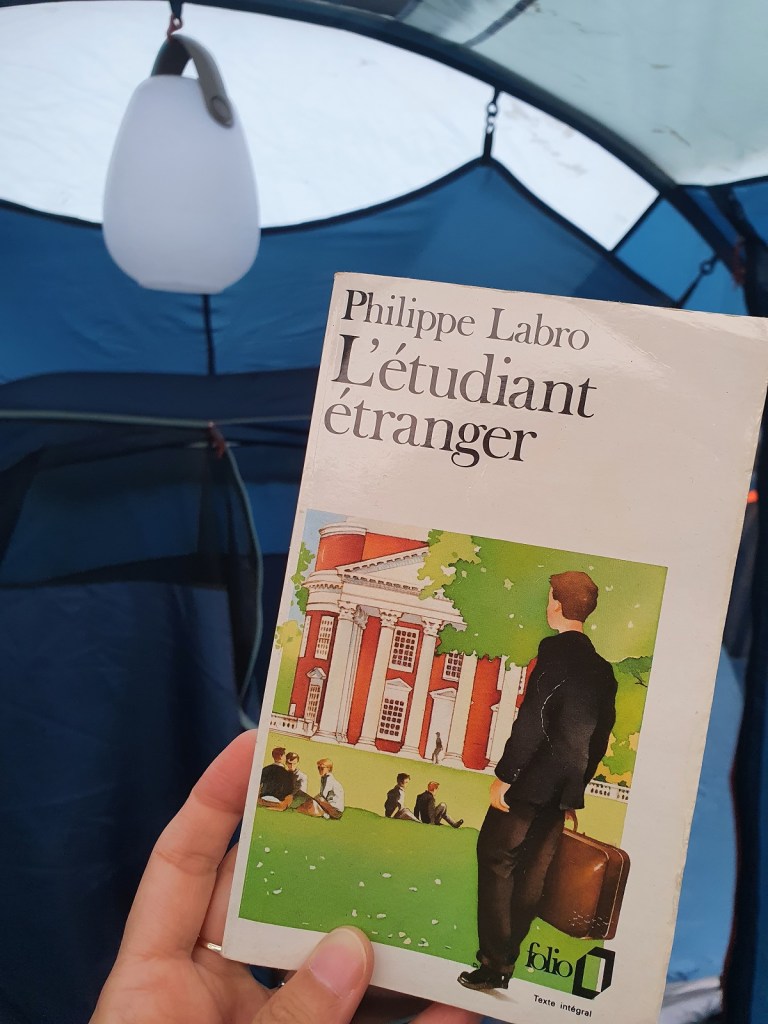 Philippe Labro
L'étudiant
étranger
folio
Texte intégral